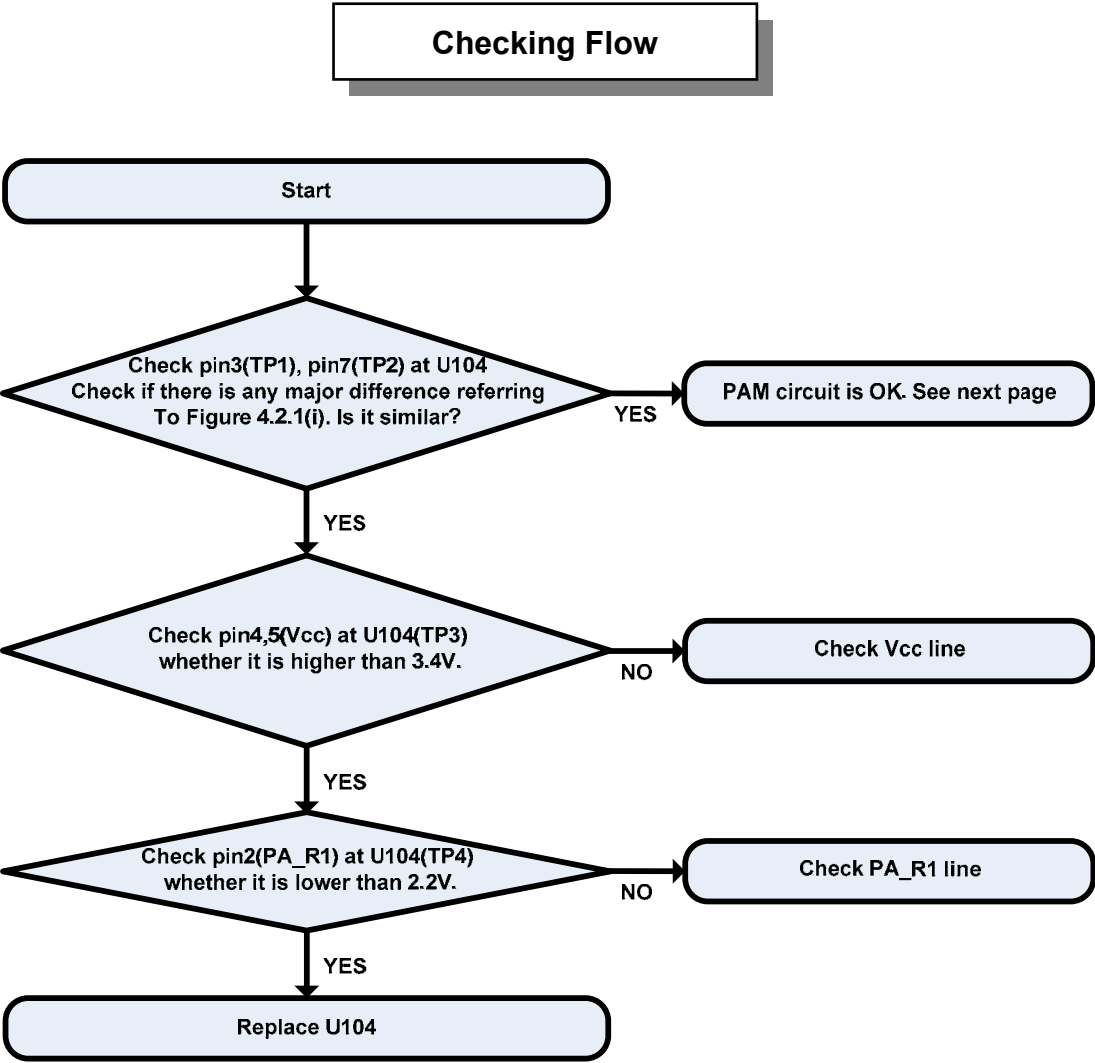 Checking Flow
Start
Check pin3(TP1), pin7(TP2) at U104
Check if there is any major difference referring
To Figure 4.2.1(i). Is it similar?
YES
PAM circuit is OK. See next page
YES
Check pin4,5(Vcc) at U104(TP3)
whether it is higher than 3.4V.
NO
Check Vcc line
YES
Check pin2(PA_R1) at U104(TP4)
whether it is lower than 2.2V.
NO
Check PA_R1 line
YES
Replace U104